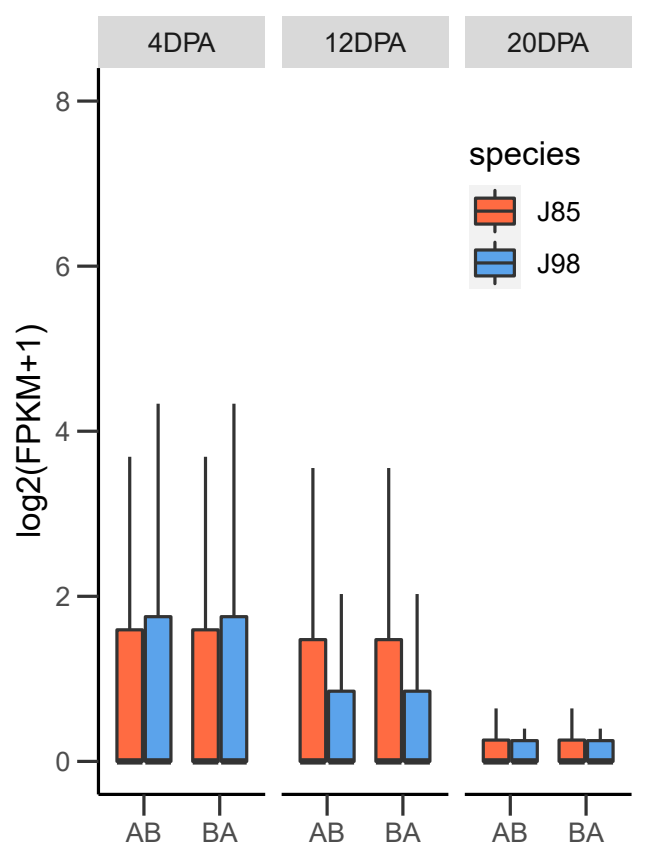 4DPA 12DPA 20DPA
8
species
J85
J98
6
log2(FPKM+1)
4
2
0
AB BA AB BA AB BA